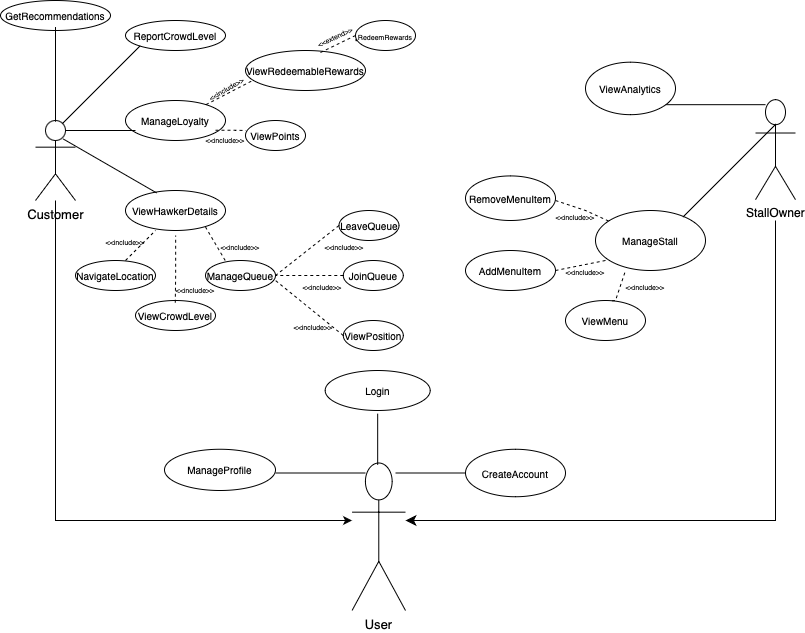 GetRecommendations
ReportCrowdLevel
<<extend>>
RedeemRewards
ViewRedeemableRewards
<<include>>
ViewAnalytics
ManageLoyalty
<<include>>
ViewPoints
Customer
ViewHawkerDetails
RemoveMenuItem
StallOwner
<<include>>
LeaveQueue
<<include>>
<<include>>
<<include>>
ManageStall
NavigateLocation
ManageQueue
JoinQueue
AddMenuItem
<<include>>
<<include>>
<<include>>
<<include>>
ViewCrowdLevel
ViewMenu
<<include>>
ViewPosition
Login
ManageProfile
CreateAccount
User